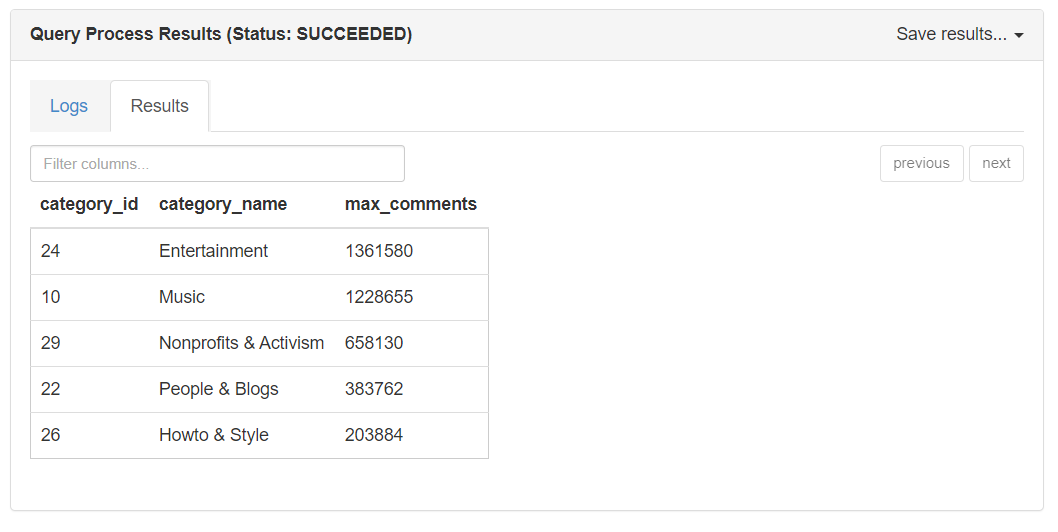 Query Process Results (Status: SUCCEEDED) Save results...
Logs Results
Filter columns... previous next
category_id category_name max_comments
24 Entertainment 1361580
10 Music 1228655
29 Nonprofits & Activism 658130
22 People & Blogs 383762
26 Howto & Style 203884